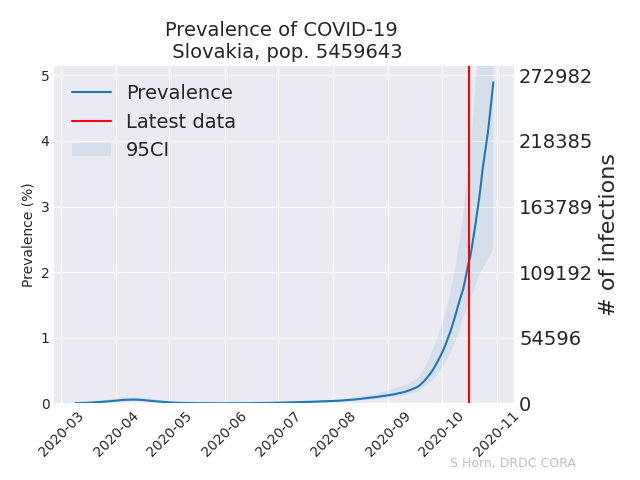 Prevalence of COVID-19
Slovakia, pop. 5459643
Prevalence
Latest data
95CI
Prevalence (%)
5
4
3
2
1
0
272982
218385
163789
109192
54596
0
# of infections
2020-03
2020-04
2020-05
2020-06
2020-07
2020-08
2020-09
2020-10
2020-11
S Horn, DRDC CORA